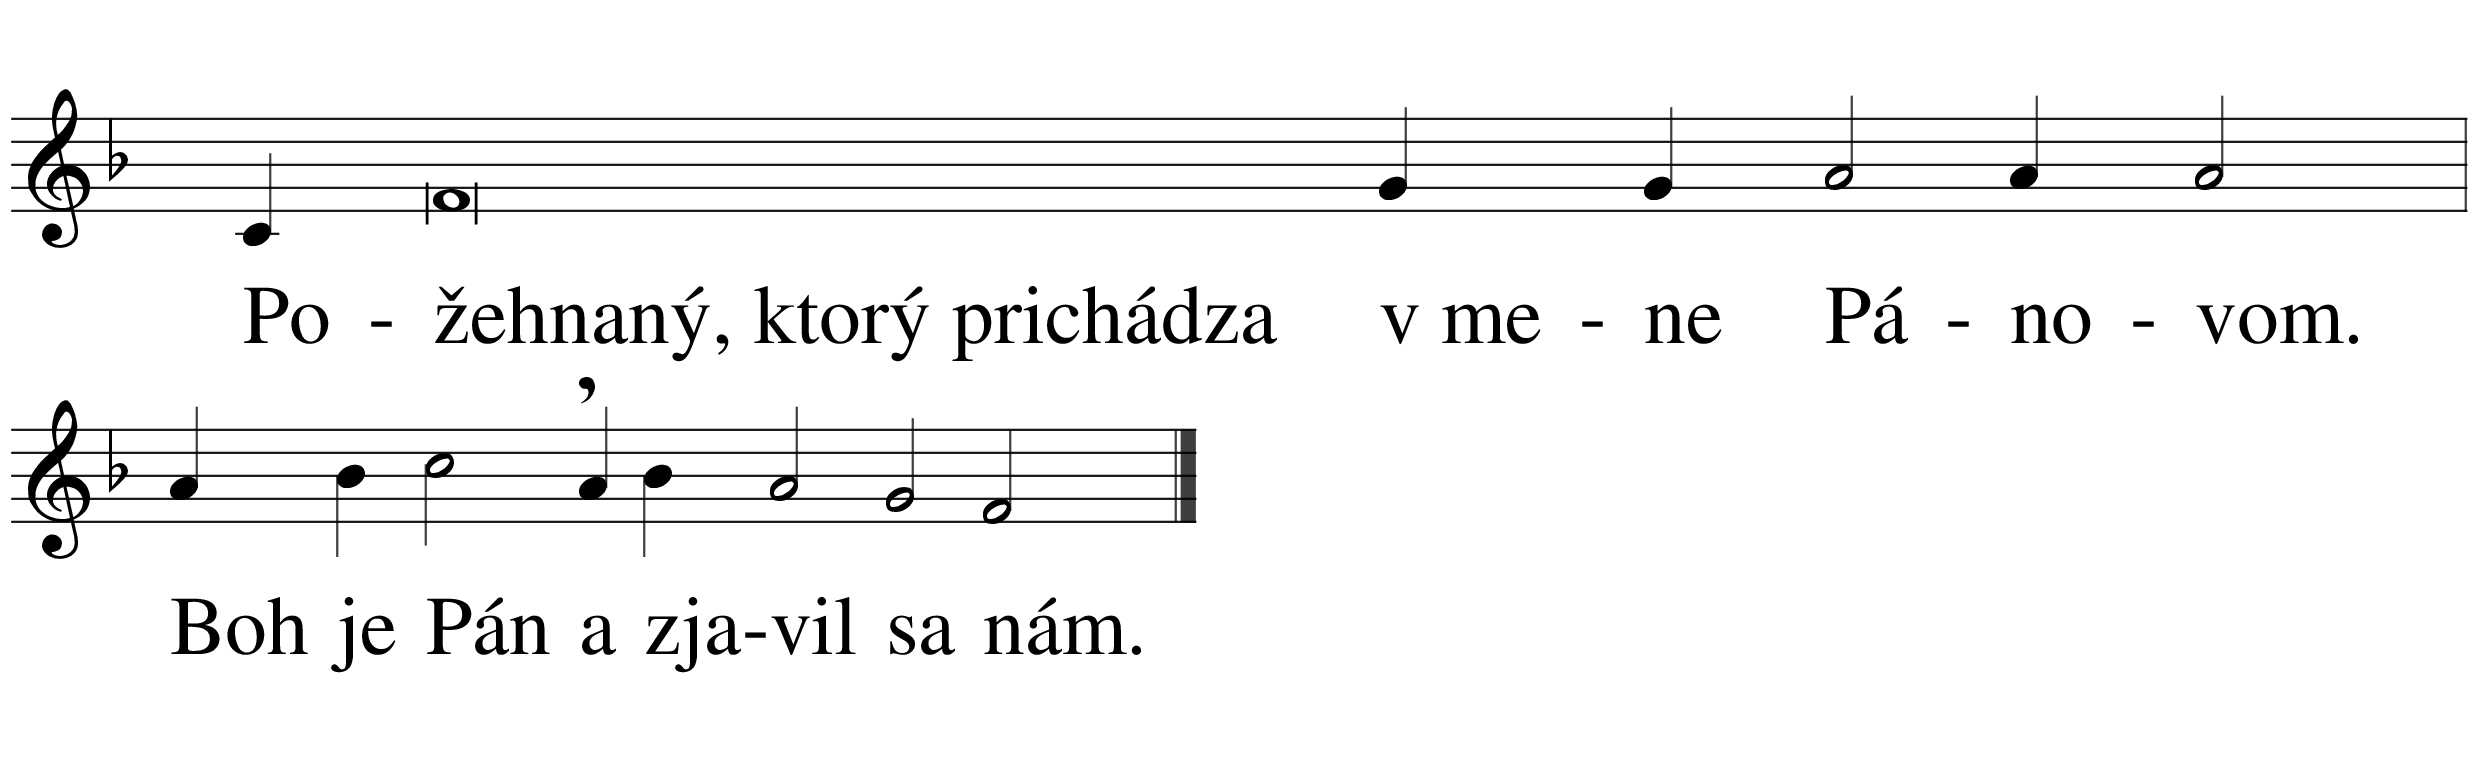 Po - žehnaný, ktorý prichádza v me - ne Pá - no - vom.
Boh je Pán a zja-vil sa nám.